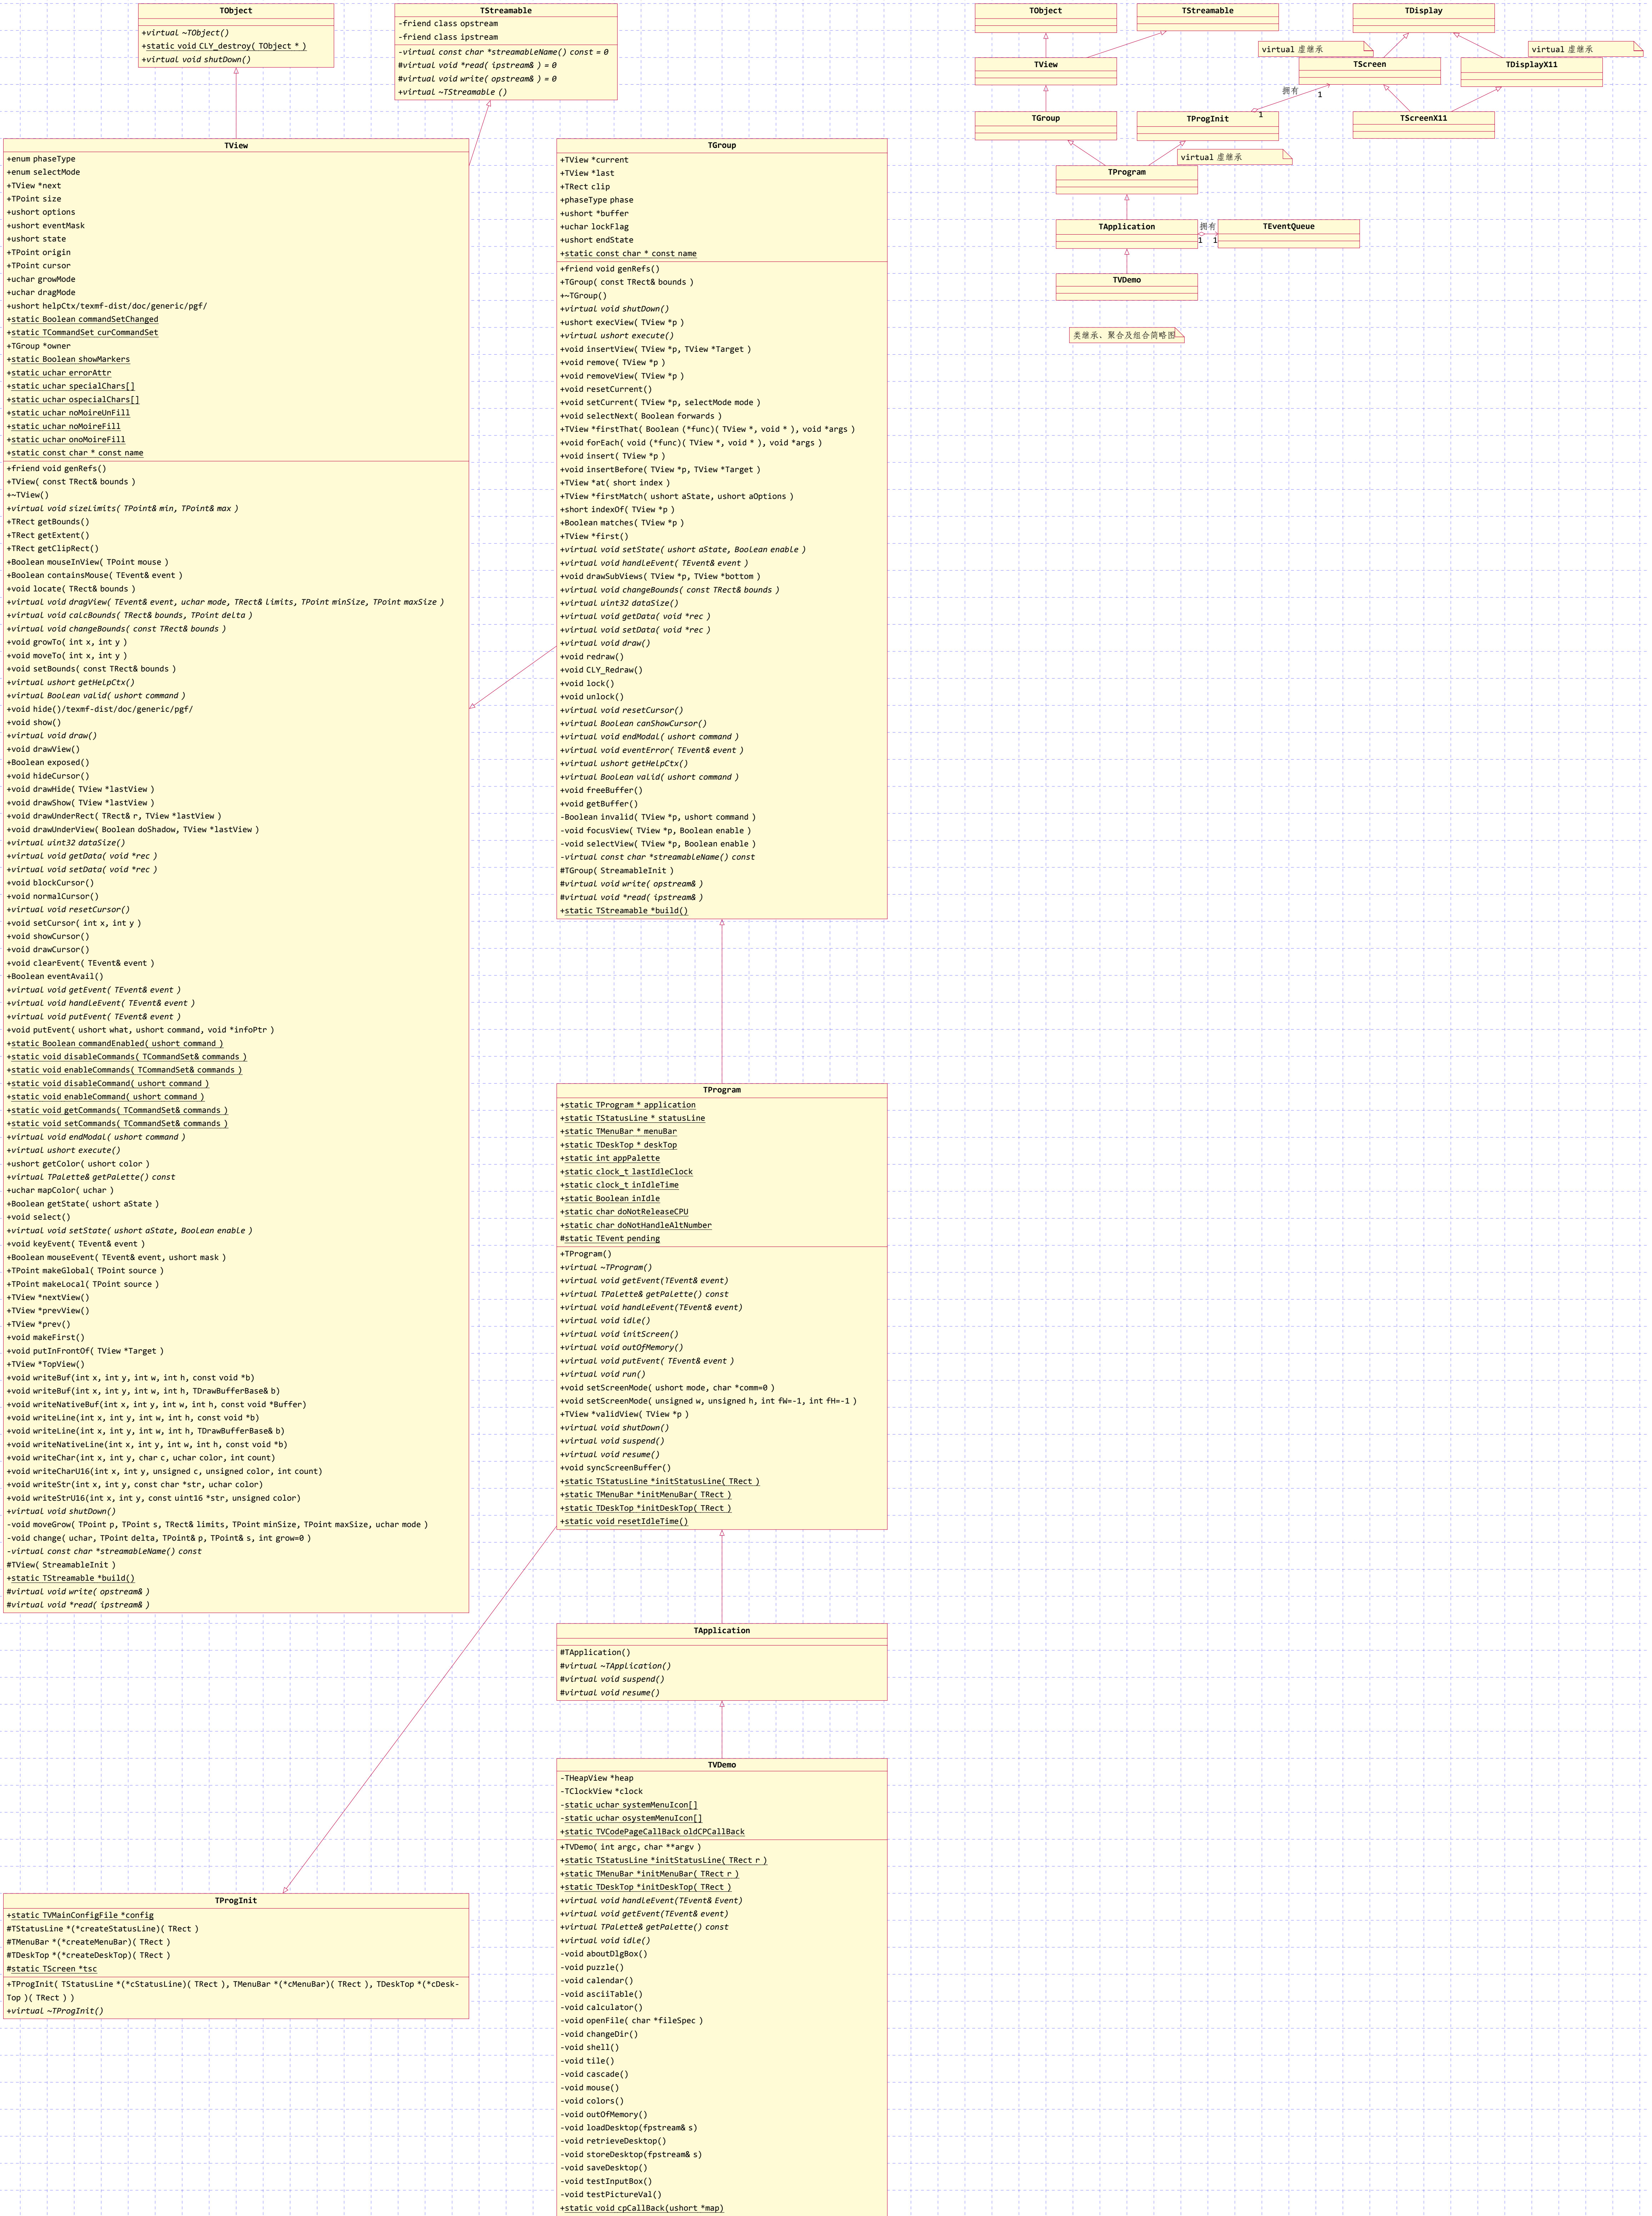 TObject
+virtual ~TObject()
+static void CLY_destroy( TObject * )
+virtual void shutDown()
TStreamable
-friend class opstream
-friend class ipstream
-virtual const char *streamableName() const = 0
#virtual void *read( ipstream& ) = 0
#virtual void write( opstream& ) = 0
+virtual ~TStreamable ()
TView
+enum phaseType
+enum selectMode
+TView *next
+TPoint size
+ushort options
+ushort eventMask
+ushort state
+TPoint origin
+TPoint cursor
+uchar growMode
+uchar dragMode
+ushort helpCtx/texmf-dist/doc/generic/pgf/
+static Boolean commandSetChanged
+static TCommandSet curCommandSet
+TGroup *owner
+static Boolean showMarkers
+static uchar errorAttr
+static uchar specialChars[]
+static uchar ospecialChars[]
+static uchar noMoireUnFill
+static uchar noMoireFill
+static uchar onoMoireFill
+static const char * const name
+friend void genRefs()
+TView( const TRect& bounds )
+~TView()
+virtual void sizeLimits( TPoint& min, TPoint& max )
+TRect getBounds()
+TRect getExtent()
+TRect getClipRect()
+Boolean mouseInView( TPoint mouse )
+Boolean containsMouse( TEvent& event )
+void locate( TRect& bounds )
+virtual void dragView( TEvent& event, uchar mode, TRect& limits, TPoint minSize, TPoint maxSize )
+virtual void calcBounds( TRect& bounds, TPoint delta )
+virtual void changeBounds( const TRect& bounds )
+void growTo( int x, int y )
+void moveTo( int x, int y )
+void setBounds( const TRect& bounds )
+virtual ushort getHelpCtx()
+virtual Boolean valid( ushort command )
+void hide()/texmf-dist/doc/generic/pgf/
+void show()
+virtual void draw()
+void drawView()
+Boolean exposed()
+void hideCursor()
+void drawHide( TView *lastView )
+void drawShow( TView *lastView )
+void drawUnderRect( TRect& r, TView *lastView )
+void drawUnderView( Boolean doShadow, TView *lastView )
+virtual uint32 dataSize()
+virtual void getData( void *rec )
+virtual void setData( void *rec )
+void blockCursor()
+void normalCursor()
+virtual void resetCursor()
+void setCursor( int x, int y )
+void showCursor()
+void drawCursor()
+void clearEvent( TEvent& event )
+Boolean eventAvail()
+virtual void getEvent( TEvent& event )
+virtual void handleEvent( TEvent& event )
+virtual void putEvent( TEvent& event )
+void putEvent( ushort what, ushort command, void *infoPtr )
+static Boolean commandEnabled( ushort command )
+static void disableCommands( TCommandSet& commands )
+static void enableCommands( TCommandSet& commands )
+static void disableCommand( ushort command )
+static void enableCommand( ushort command )
+static void getCommands( TCommandSet& commands )
+static void setCommands( TCommandSet& commands )
+virtual void endModal( ushort command )
+virtual ushort execute()
+ushort getColor( ushort color )
+virtual TPalette& getPalette() const
+uchar mapColor( uchar )
+Boolean getState( ushort aState )
+void select()
+virtual void setState( ushort aState, Boolean enable )
+void keyEvent( TEvent& event )
+Boolean mouseEvent( TEvent& event, ushort mask )
+TPoint makeGlobal( TPoint source )
+TPoint makeLocal( TPoint source )
+TView *nextView()
+TView *prevView()
+TView *prev()
+void makeFirst()
+void putInFrontOf( TView *Target )
+TView *TopView()
+void writeBuf(int x, int y, int w, int h, const void *b)
+void writeBuf(int x, int y, int w, int h, TDrawBufferBase& b)
+void writeNativeBuf(int x, int y, int w, int h, const void *Buffer)
+void writeLine(int x, int y, int w, int h, const void *b)
+void writeLine(int x, int y, int w, int h, TDrawBufferBase& b)
+void writeNativeLine(int x, int y, int w, int h, const void *b)
+void writeChar(int x, int y, char c, uchar color, int count)
+void writeCharU16(int x, int y, unsigned c, unsigned color, int count)
+void writeStr(int x, int y, const char *str, uchar color)
+void writeStrU16(int x, int y, const uint16 *str, unsigned color)
+virtual void shutDown()
-void moveGrow( TPoint p, TPoint s, TRect& limits, TPoint minSize, TPoint maxSize, uchar mode )
-void change( uchar, TPoint delta, TPoint& p, TPoint& s, int grow=0 )
-virtual const char *streamableName() const
#TView( StreamableInit )
+static TStreamable *build()
#virtual void write( opstream& )
#virtual void *read( ipstream& )
TGroup
+TView *current
+TView *last
+TRect clip
+phaseType phase
+ushort *buffer
+uchar lockFlag
+ushort endState
+static const char * const name
+friend void genRefs()
+TGroup( const TRect& bounds )
+~TGroup()
+virtual void shutDown()
+ushort execView( TView *p )
+virtual ushort execute()
+void insertView( TView *p, TView *Target )
+void remove( TView *p )
+void removeView( TView *p )
+void resetCurrent()
+void setCurrent( TView *p, selectMode mode )
+void selectNext( Boolean forwards )
+TView *firstThat( Boolean (*func)( TView *, void * ), void *args )
+void forEach( void (*func)( TView *, void * ), void *args )
+void insert( TView *p )
+void insertBefore( TView *p, TView *Target )
+TView *at( short index )
+TView *firstMatch( ushort aState, ushort aOptions )
+short indexOf( TView *p )
+Boolean matches( TView *p )
+TView *first()
+virtual void setState( ushort aState, Boolean enable )
+virtual void handleEvent( TEvent& event )
+void drawSubViews( TView *p, TView *bottom )
+virtual void changeBounds( const TRect& bounds )
+virtual uint32 dataSize()
+virtual void getData( void *rec )
+virtual void setData( void *rec )
+virtual void draw()
+void redraw()
+void CLY_Redraw()
+void lock()
+void unlock()
+virtual void resetCursor()
+virtual Boolean canShowCursor()
+virtual void endModal( ushort command )
+virtual void eventError( TEvent& event )
+virtual ushort getHelpCtx()
+virtual Boolean valid( ushort command )
+void freeBuffer()
+void getBuffer()
-Boolean invalid( TView *p, ushort command )
-void focusView( TView *p, Boolean enable )
-void selectView( TView *p, Boolean enable )
-virtual const char *streamableName() const
#TGroup( StreamableInit )
#virtual void write( opstream& )
#virtual void *read( ipstream& )
+static TStreamable *build()
TProgram
+static TProgram * application
+static TStatusLine * statusLine
+static TMenuBar * menuBar
+static TDeskTop * deskTop
+static int appPalette
+static clock_t lastIdleClock
+static clock_t inIdleTime
+static Boolean inIdle
+static char doNotReleaseCPU
+static char doNotHandleAltNumber
#static TEvent pending
+TProgram()
+virtual ~TProgram()
+virtual void getEvent(TEvent& event)
+virtual TPalette& getPalette() const
+virtual void handleEvent(TEvent& event)
+virtual void idle()
+virtual void initScreen()
+virtual void outOfMemory()
+virtual void putEvent( TEvent& event )
+virtual void run()
+void setScreenMode( ushort mode, char *comm=0 )
+void setScreenMode( unsigned w, unsigned h, int fW=-1, int fH=-1 )
+TView *validView( TView *p )
+virtual void shutDown()
+virtual void suspend()
+virtual void resume()
+void syncScreenBuffer()
+static TStatusLine *initStatusLine( TRect )
+static TMenuBar *initMenuBar( TRect )
+static TDeskTop *initDeskTop( TRect )
+static void resetIdleTime()
TApplication
#TApplication()
#virtual ~TApplication()
#virtual void suspend()
#virtual void resume()
TVDemo
-THeapView *heap
-TClockView *clock
-static uchar systemMenuIcon[]
-static uchar osystemMenuIcon[]
+static TVCodePageCallBack oldCPCallBack
+TVDemo( int argc, char **argv )
+static TStatusLine *initStatusLine( TRect r )
+static TMenuBar *initMenuBar( TRect r )
+static TDeskTop *initDeskTop( TRect )
+virtual void handleEvent(TEvent& Event)
+virtual void getEvent(TEvent& event)
+virtual TPalette& getPalette() const
+virtual void idle()
-void aboutDlgBox()
-void puzzle()
-void calendar()
-void asciiTable()
-void calculator()
-void openFile( char *fileSpec )
-void changeDir()
-void shell()
-void tile()
-void cascade()
-void mouse()
-void colors()
-void outOfMemory()
-void loadDesktop(fpstream& s)
-void retrieveDesktop()
-void storeDesktop(fpstream& s)
-void saveDesktop()
-void testInputBox()
-void testPictureVal()
+static void cpCallBack(ushort *map)
TProgInit
+static TVMainConfigFile *config
#TStatusLine *(*createStatusLine)( TRect )
#TMenuBar *(*createMenuBar)( TRect )
#TDeskTop *(*createDeskTop)( TRect )
#static TScreen *tsc
+TProgInit( TStatusLine *(*cStatusLine)( TRect ), TMenuBar *(*cMenuBar)( TRect ), TDeskTop *(*cDesk-
Top )( TRect ) )
+virtual ~TProgInit()
TObject
TStreamable
TDisplay
virtual 虚继承
virtual 虚继承
TView
TScreen
TDisplayX11
拥有
1
1
TGroup
TProgInit
TScreenX11
virtual 虚继承
TProgram
TApplication
拥有
1
1
TEventQueue
TVDemo
类继承、聚合及组合简略图